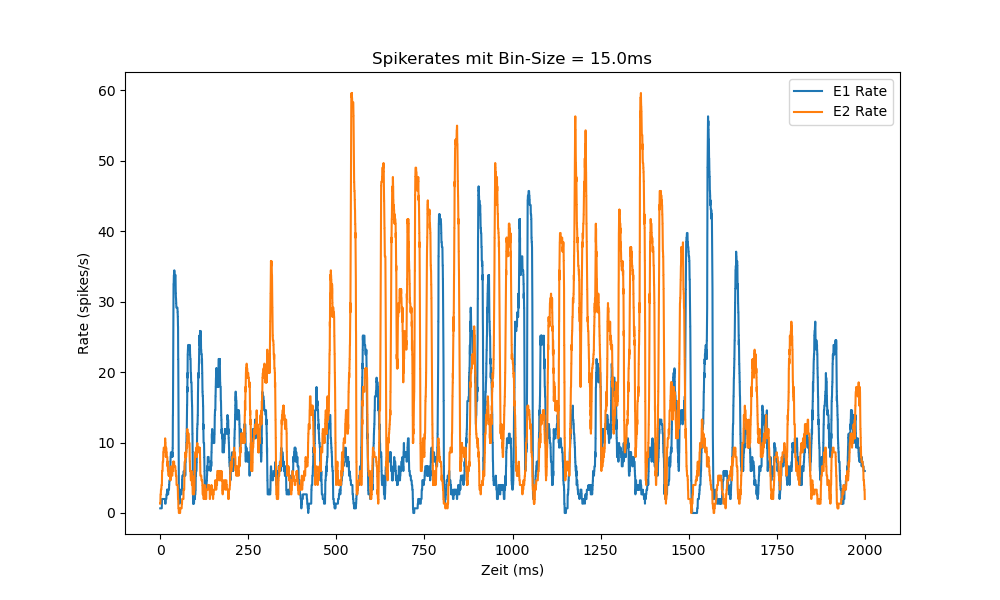 Spikerates mit Bin-Size = 15.0ms
E1 Rate
E2 Rate
60
50
40
30
20
10
0
Rate (spikes/s)
0 250 500 750 1000 1250 1500 1750 2000
Zeit (ms)